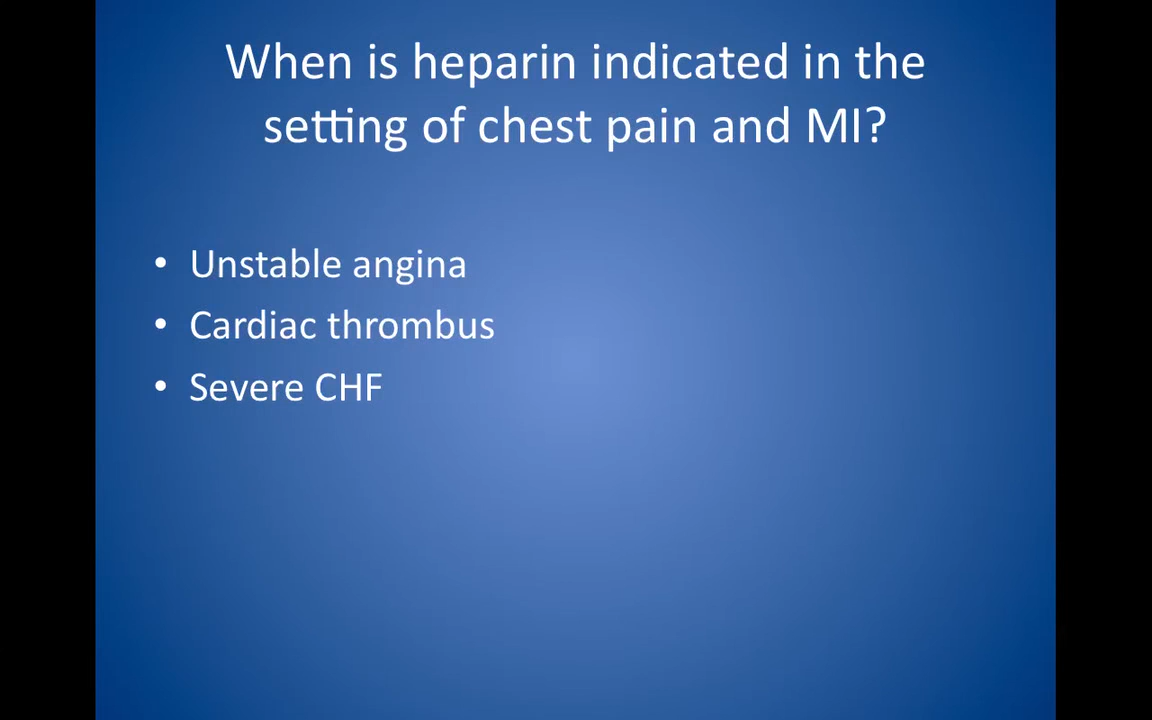 When is heparin indicated in the
setting of chest pain and MI?
• Unstable angina
• Cardiac thrombus
• Severe CHF